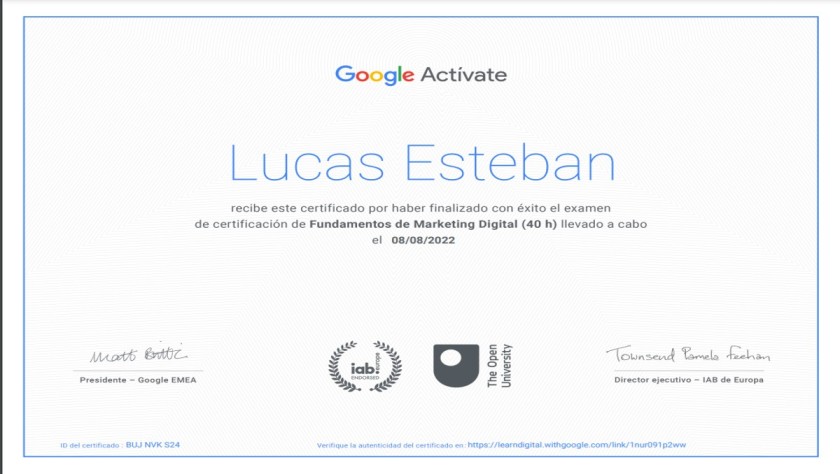 Google Actívate
Lucas Esteban
recibe este certificado por haber finalizado con éxito el examen
de certificación de Fundamentos de Marketing Digital (40 h) llevado a cabo
el 08/08/2022
Matt Brittin
Townsend Pamela Feehan
iab europe
ENDORSED
The Open
University
Presidente – Google EMEA
Director ejecutivo – IAB de Europa
ID del certificado : BUJ NVK S24
Verifique la autenticidad del certificado en: https://learndigital.withgoogle.com/link/1nur091p2ww